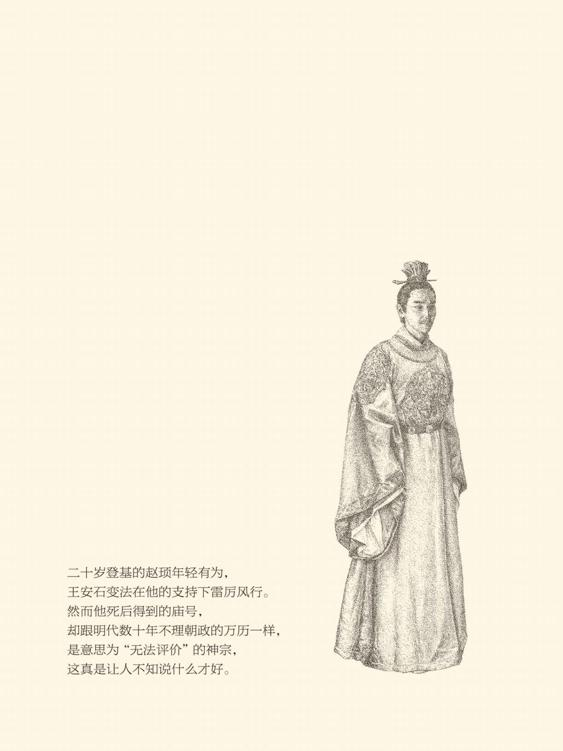 二十岁登基的赵顼年轻有为，
王安石变法在他的支持下雷厉风行。
然而他死后得到的庙号，
却跟明代数十年不理朝政的万历一样，
是意思为“无法评价”的神宗，
这真是让人不知说什么才好。